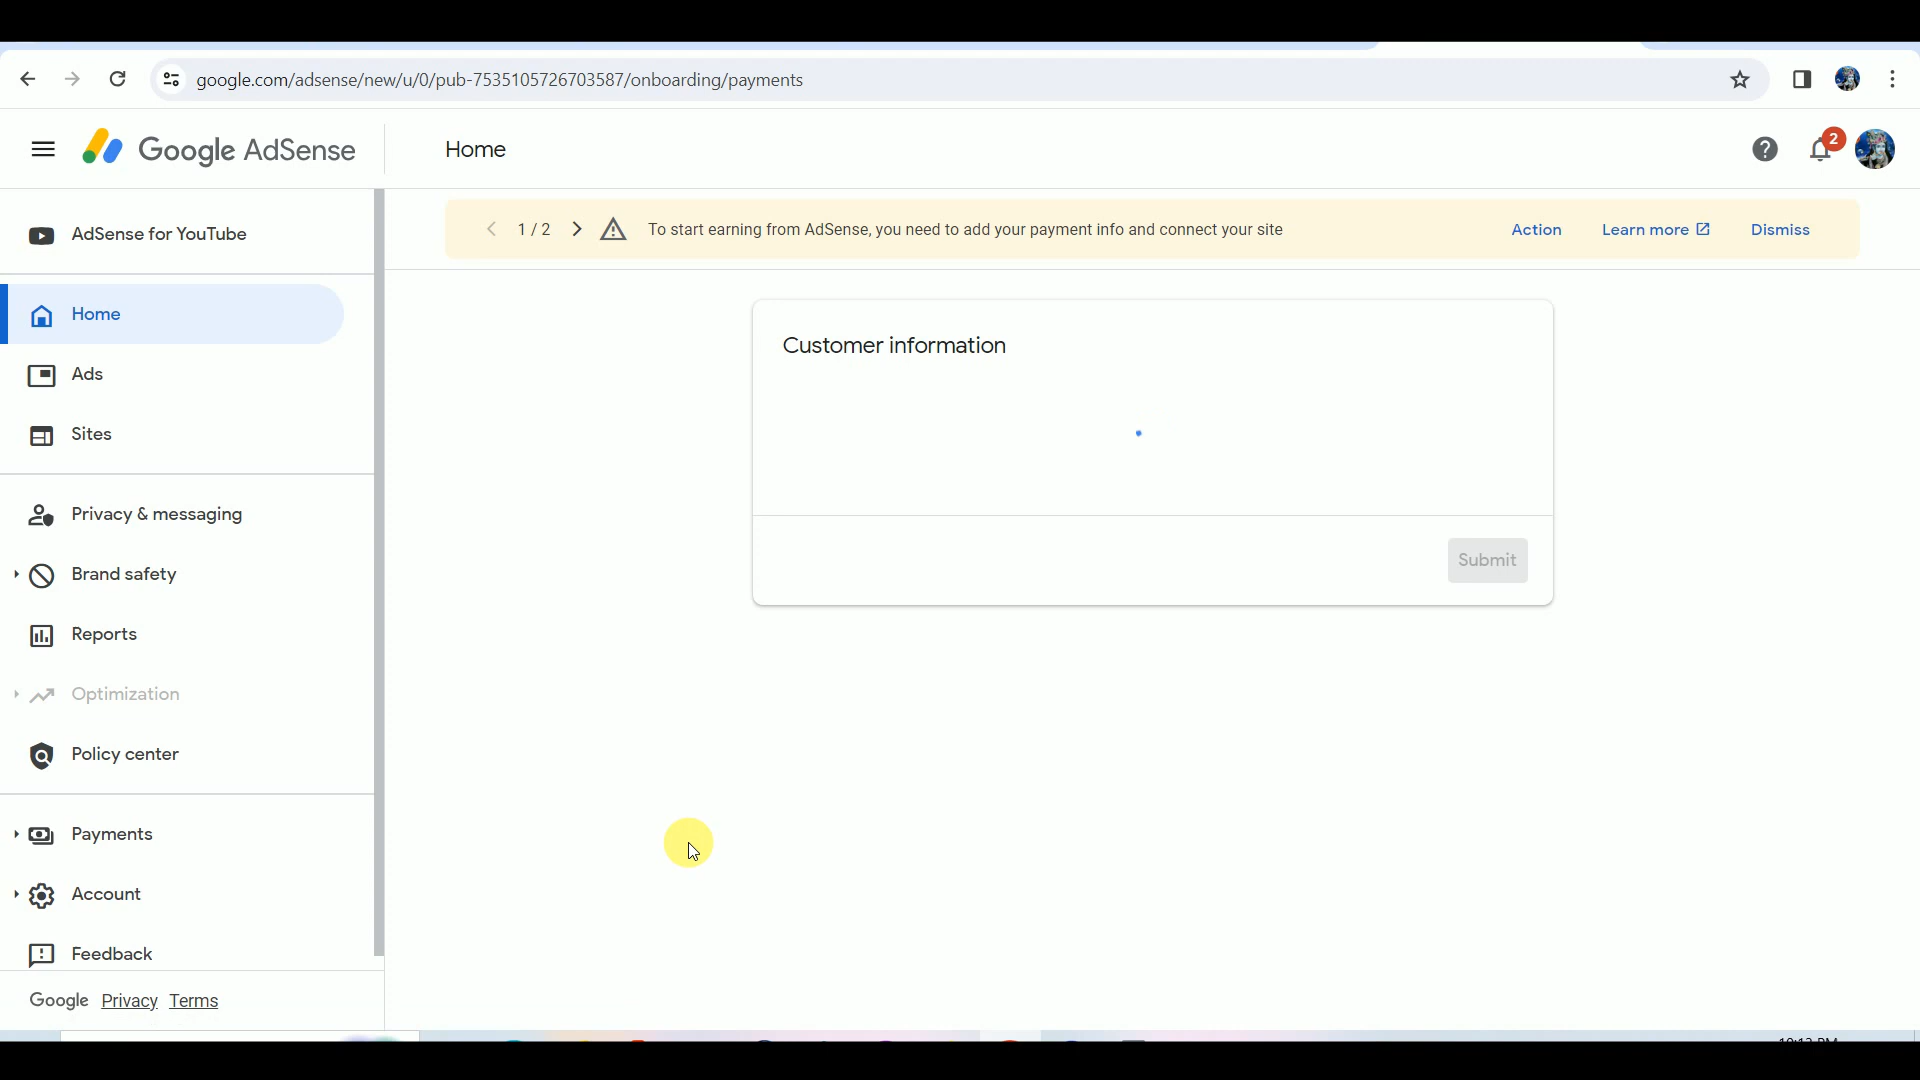 google.com/adsense/new/u/0/pub-7535105726703587/onboarding/payments
Google AdSense
Home
2
AdSense for YouTube
1 / 2
To start earning from AdSense, you need to add your payment info and connect your site
Action
Learn more
Dismiss
Home
Ads
Sites
Customer information
Submit
Privacy & messaging
Brand safety
Reports
Optimization
Policy center
Payments
Account
Feedback
Google Privacy Terms